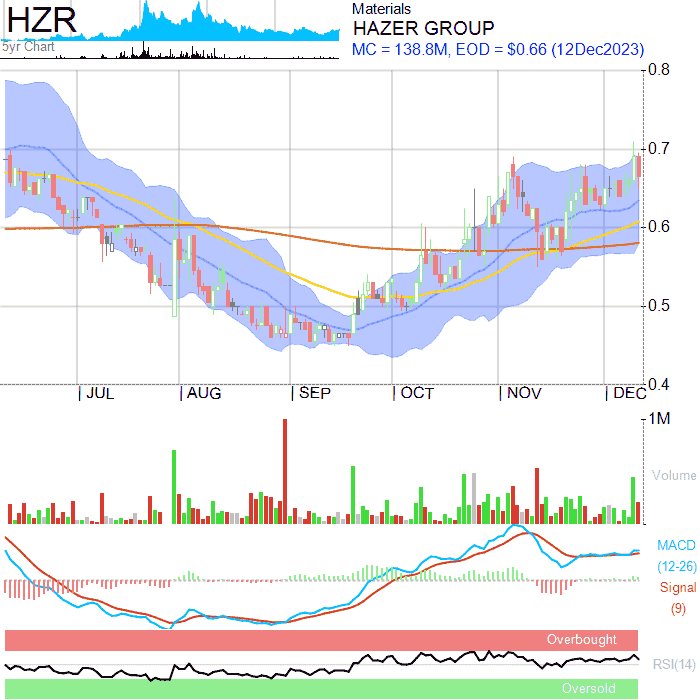 HZR
5yr Chart
Materials
HAZER GROUP
MC = 138.8M, EOD = $0.66 (12Dec2023)
0.8
0.7
0.6
0.5
0.4
JUL AUG SEP OCT NOV DEC
1M
Volume
MACD
(12-26)
Signal
(9)
Overbought
RSI(14)
Oversold